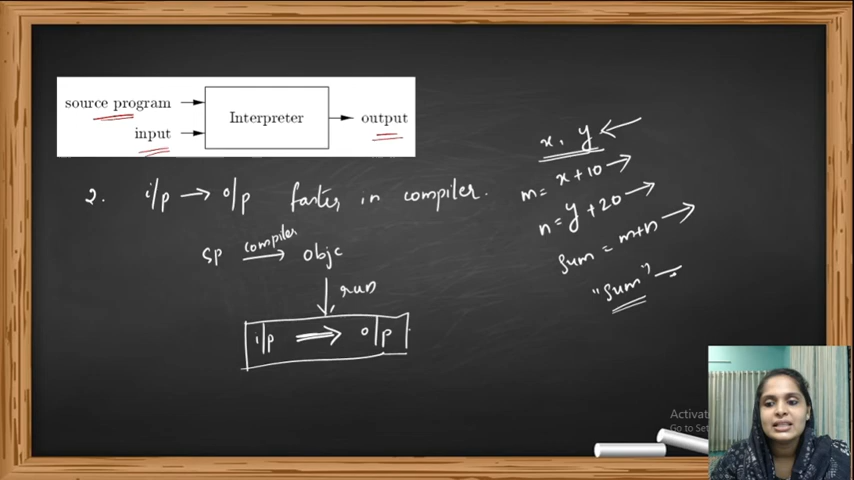 source program
Interpreter
input
output
2. i/p → o/p faster in compiler.
sp compiler → objc
run
i/p ⇒ o/p
x, y
m = x+10
n = y+20
sum = m+n
"sum"
Activat
Go to Set